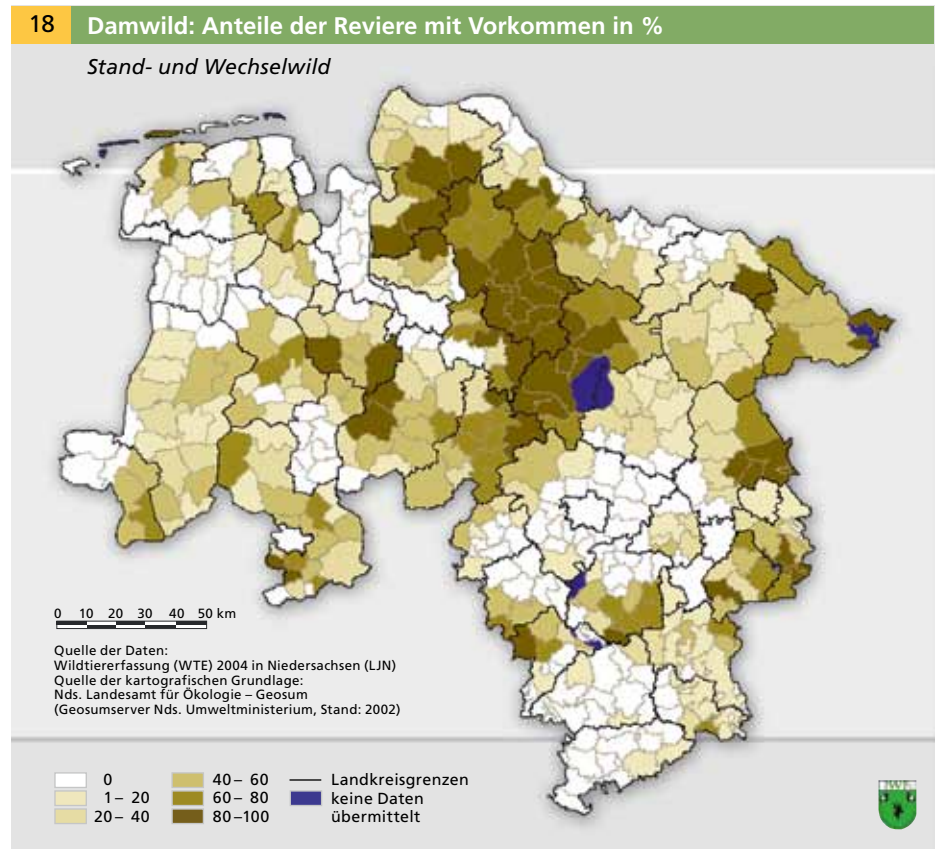 18 Damwild: Anteile der Reviere mit Vorkommen in %
Stand- und Wechselwild
0 10 20 30 40 50 km
Quelle der Daten:
Wildtiererfassung (WTE) 2004 in Niedersachsen (LJN)
Quelle der kartografischen Grundlage:
Nds. Landesamt für Ökologie – Geosum
(Geosumserver Nds. Umweltministerium, Stand: 2002)
0
1– 20
20– 40
40– 60
60– 80
80–100
Landkreisgrenzen
keine Daten
übermittelt